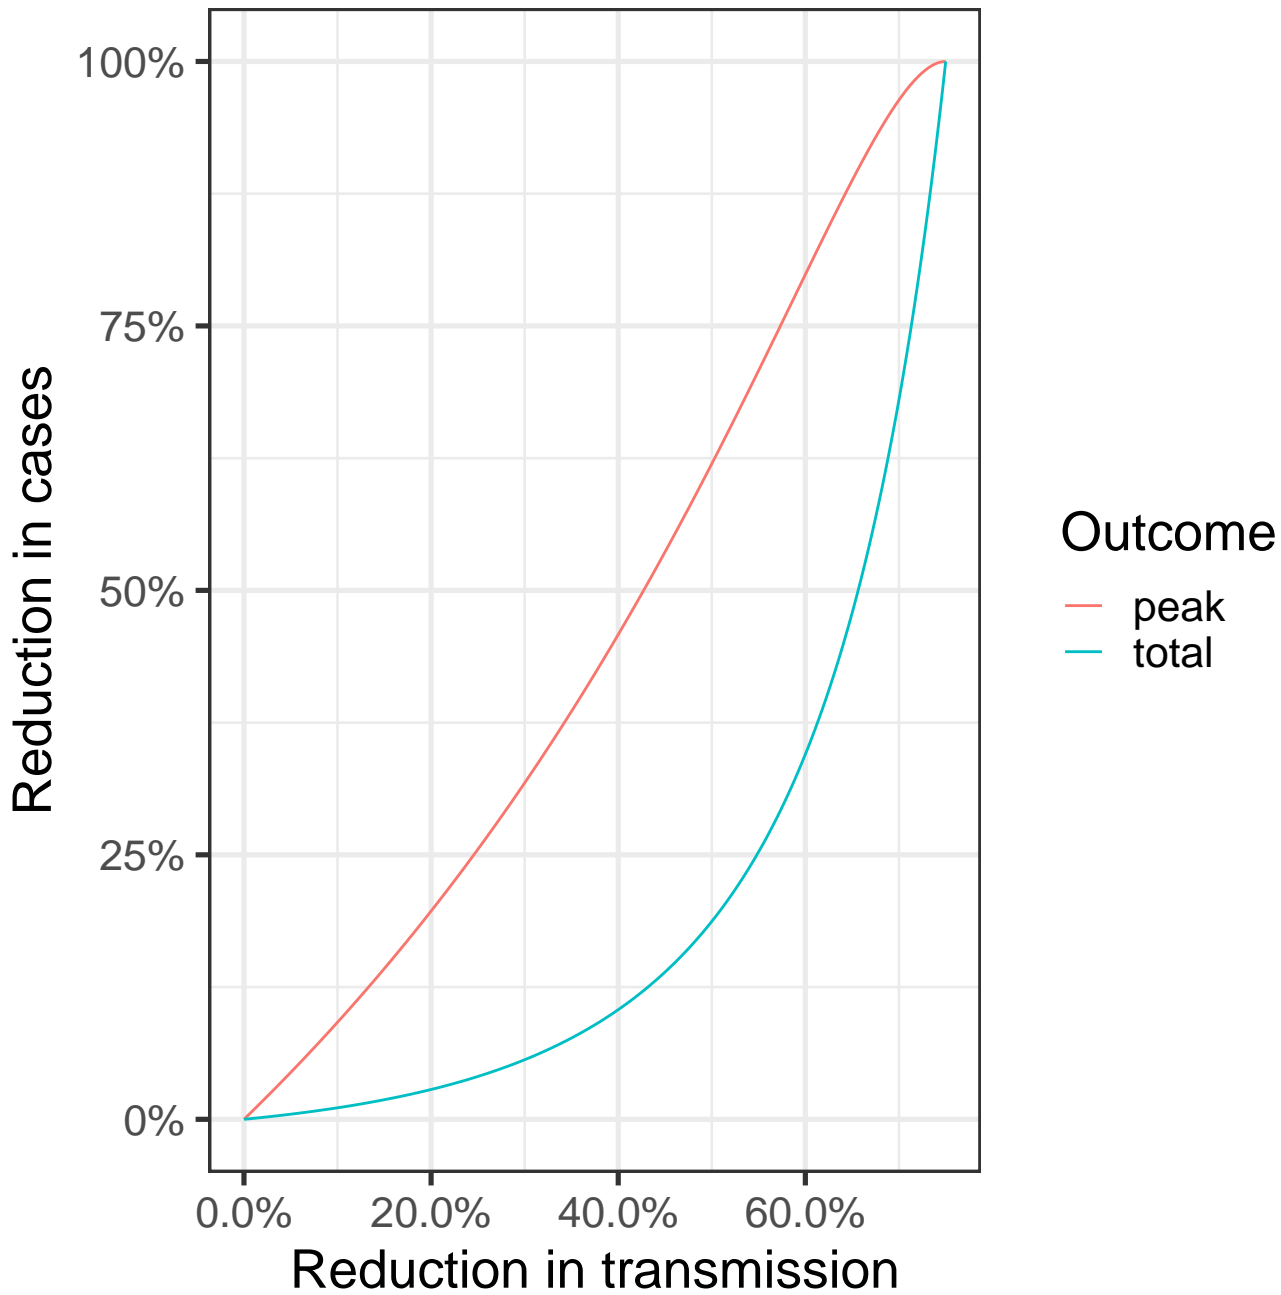 100%
75%
50%
25%
0%
Reduction in cases
0.0% 20.0% 40.0% 60.0%
Reduction in transmission
Outcome
peak
total